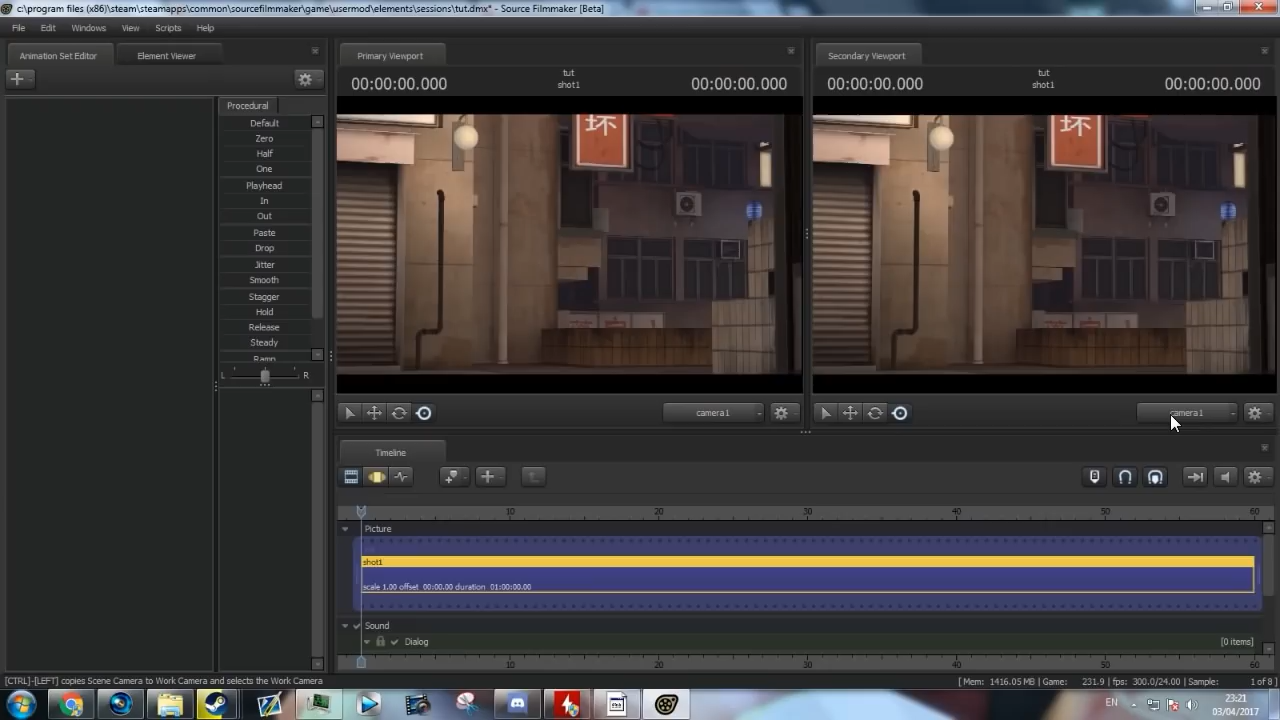 c:\program files (x86)\steam\steamapps\common\sourcefilmmaker\game\usermod\elements\sessions\tut.dmx* - Source Filmmaker [Beta]
File Edit Windows View Scripts Help
Animation Set Editor Element Viewer
Procedural
Default
Zero
Half
One
Playhead
In
Out
Paste
Drop
Jitter
Smooth
Stagger
Hold
Release
Steady
Ramp
L R
Primary Viewport
00:00:00.000 tut 00:00:00.000
shot1
环
camera1
Secondary Viewport
00:00:00.000 tut 00:00:00.000
shot1
环
camera1
Timeline
10 20 30 40 50 60
Picture
shot1
scale 1.00 offset 00:00.00 duration 01:00:00.00
Sound
Dialog [0 items]
10 20 30 40 50 60
[CTRL]-[LEFT] copies Scene Camera to Work Camera and selects the Work Camera
[ Mem: 1416.05 MB | Game: 231.9 | fps: 300.0/24.00 | Sample: 1 of 8 ]
EN
23:21
03/04/2017